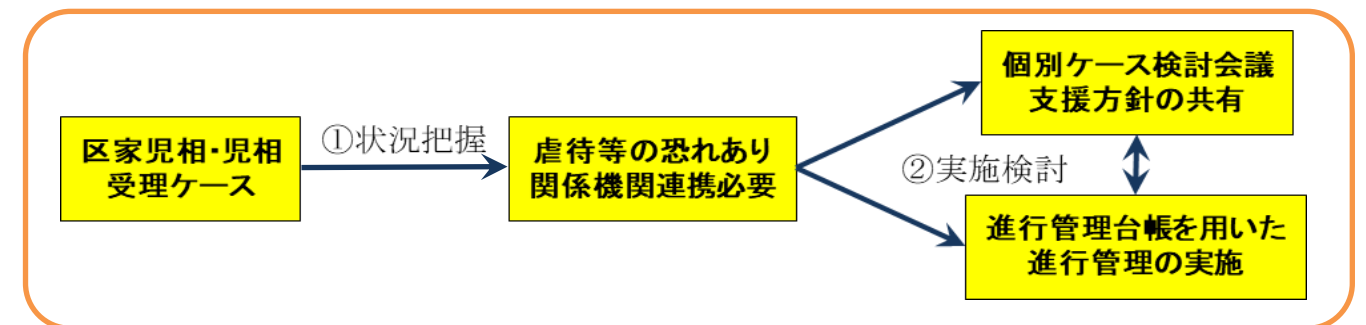 区家児相・児相
受理ケース
①状況把握
虐待等の恐れあり
関係機関連携必要
個別ケース検討会議
支援方針の共有
②実施検討
進行管理台帳を用いた
進行管理の実施